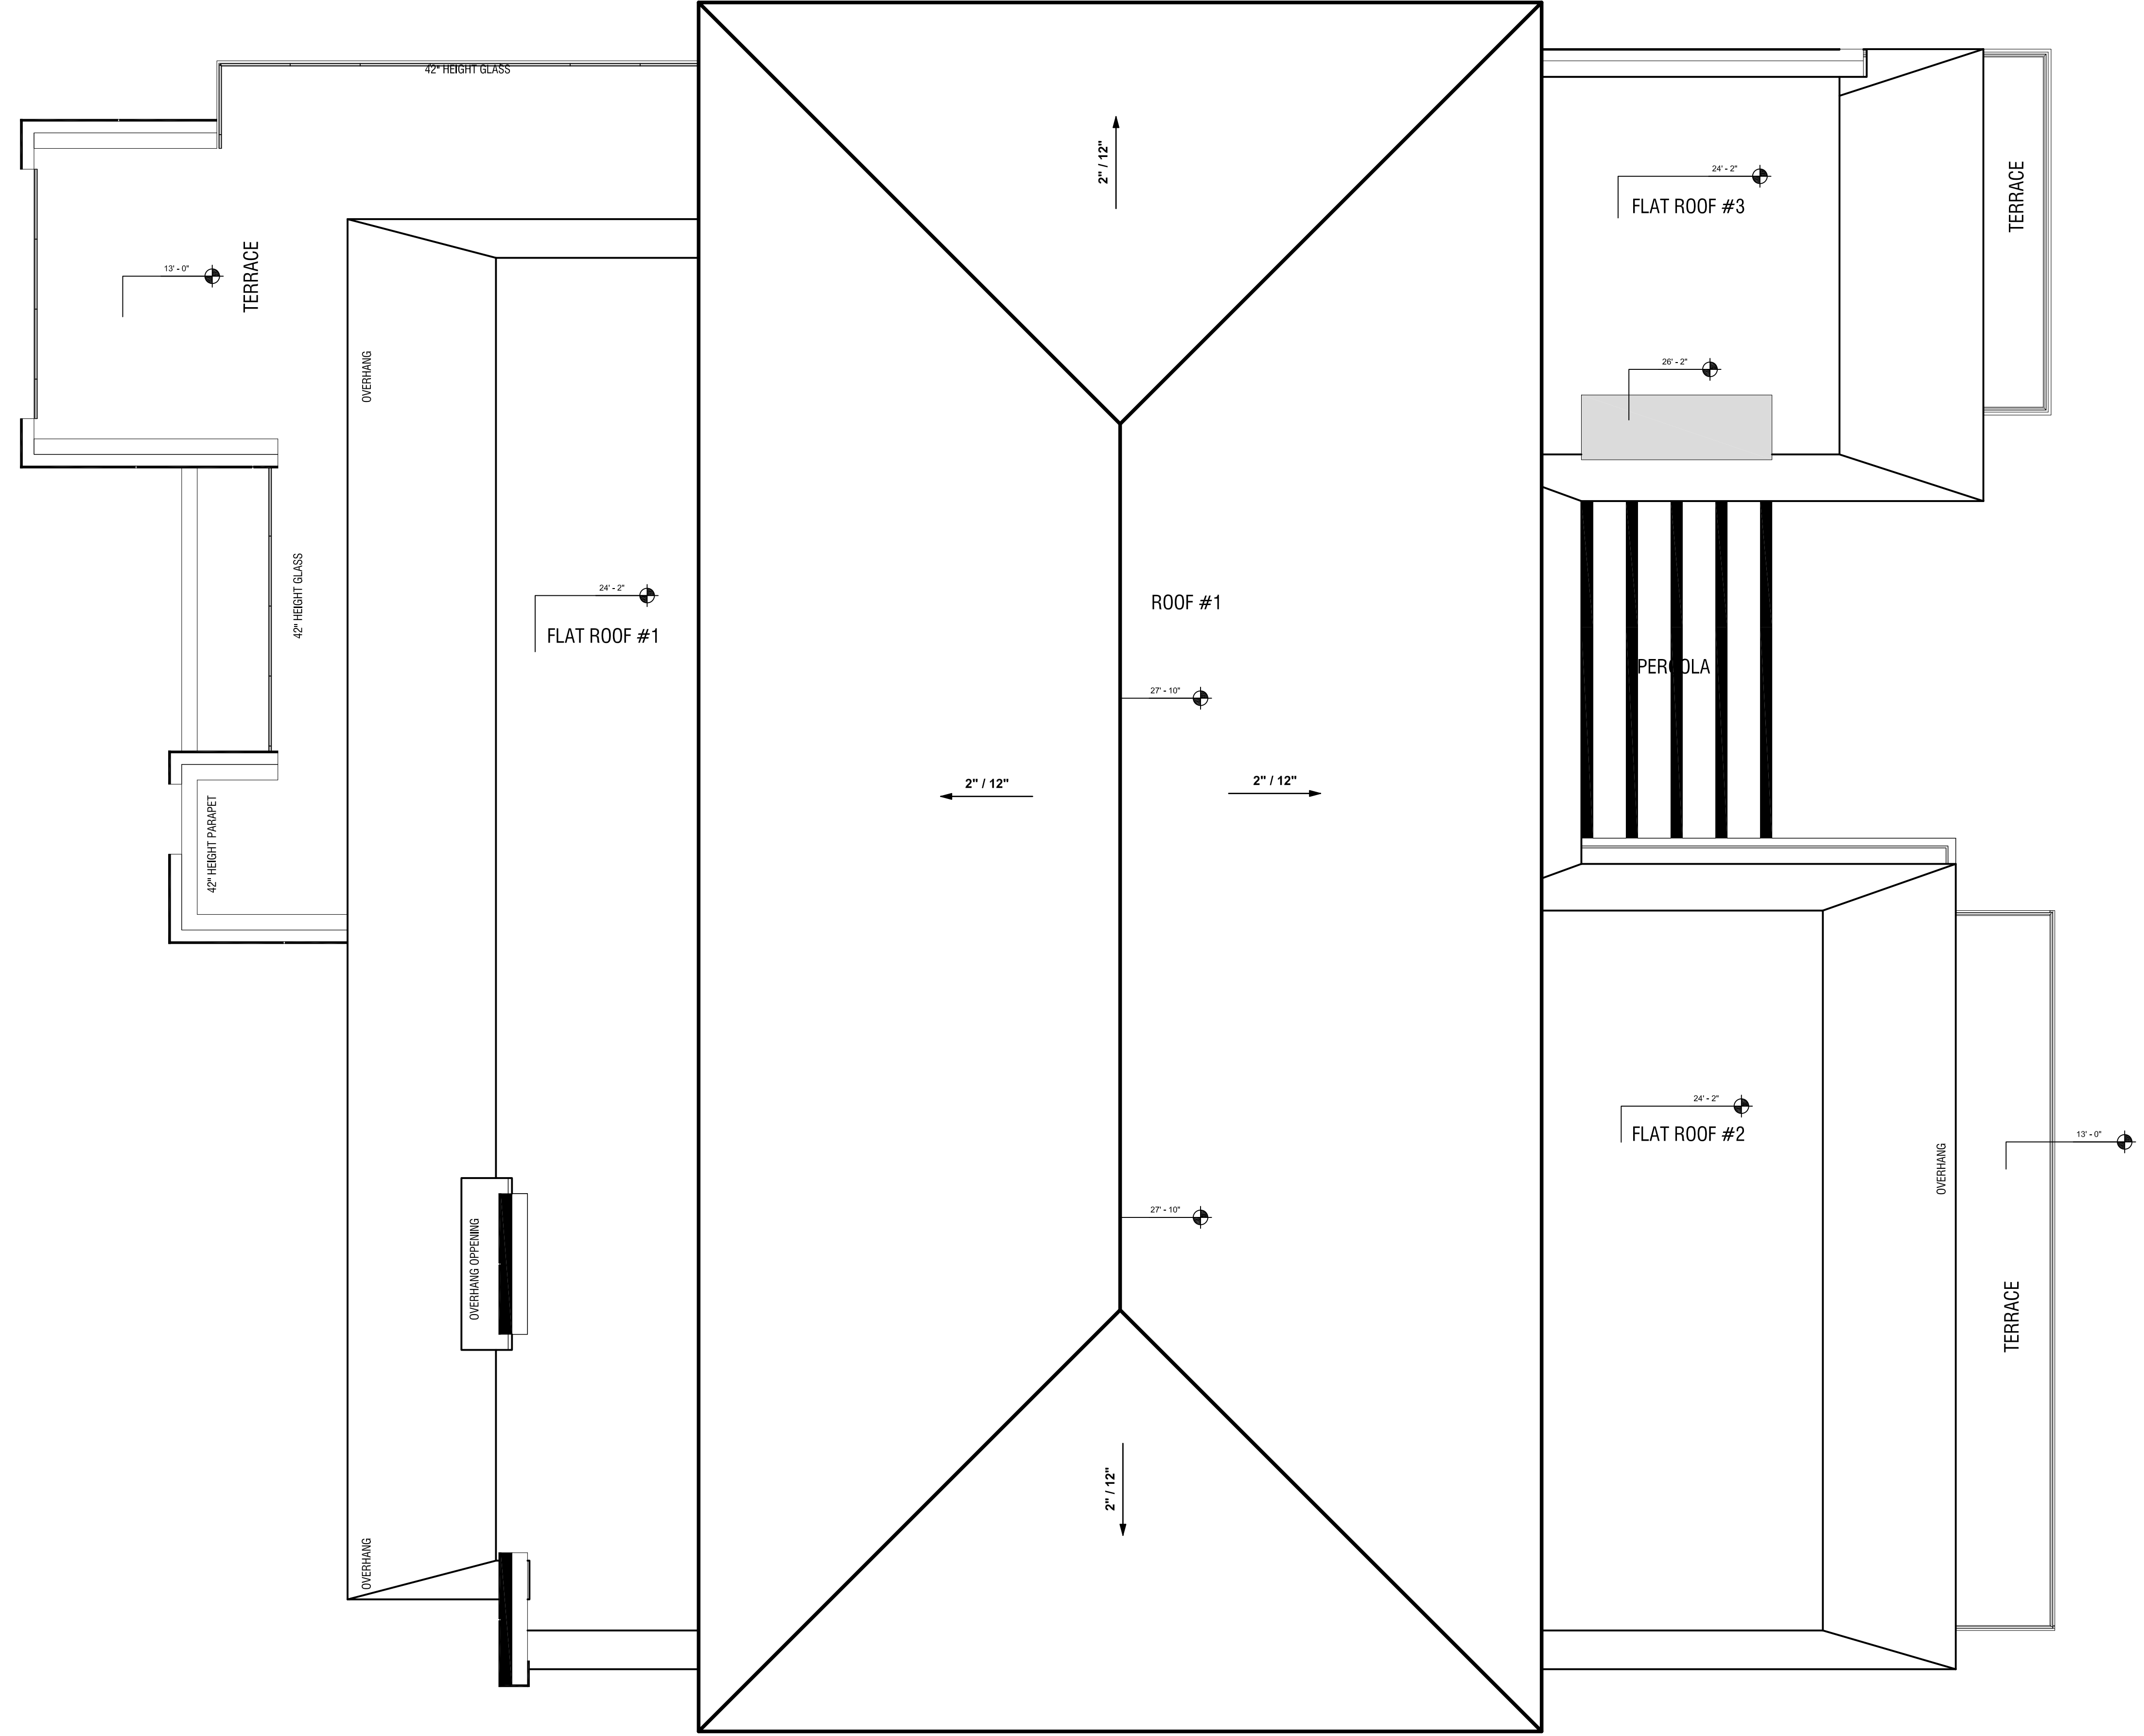 42" HEIGHT GLASS
2" / 12"
24' - 2"
FLAT ROOF #3
TERRACE
13' - 0"
TERRACE
OVERHANG
26' - 2"
42" HEIGHT GLASS
24' - 2"
FLAT ROOF #1
ROOF #1
27' - 10"
PERGOLA
2" / 12"
2" / 12"
42" HEIGHT PARAPET
24' - 2"
FLAT ROOF #2
13' - 0"
OVERHANG
27' - 10"
OVERHANG OPPENING
TERRACE
2" / 12"
OVERHANG